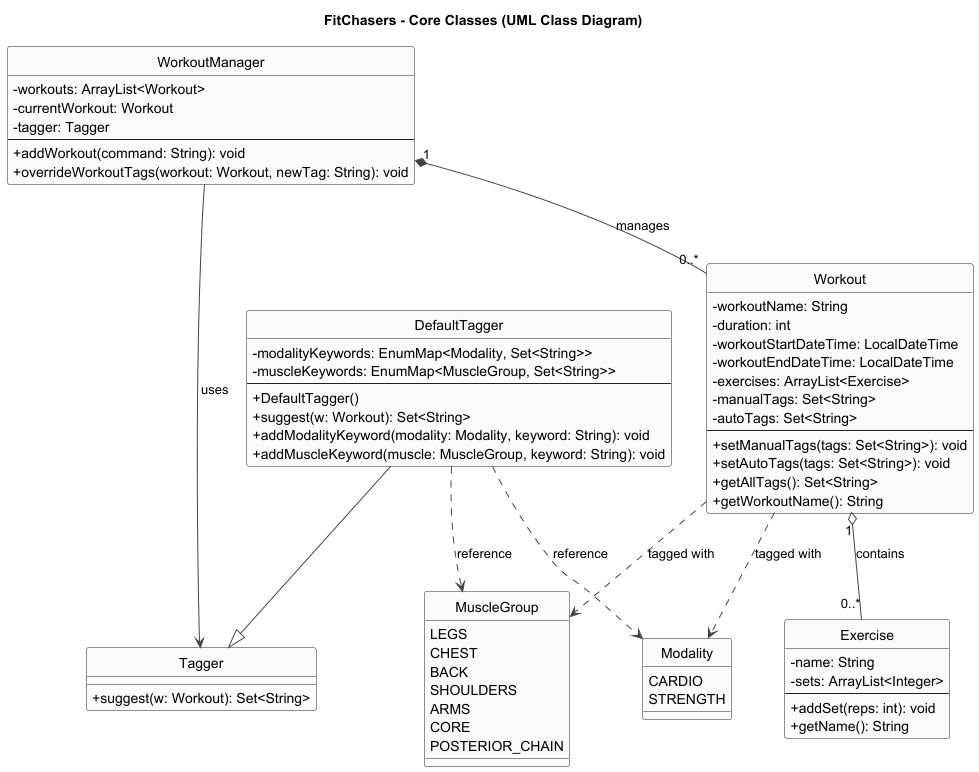 FitChasers - Core Classes (UML Class Diagram)
WorkoutManager
-workouts: ArrayList<Workout>
-currentWorkout: Workout
-tagger: Tagger
+addWorkout(command: String): void
+overrideWorkoutTags(workout: Workout, newTag: String): void
1
manages
0..*
Workout
-workoutName: String
-duration: int
-workoutStartDateTime: LocalDateTime
-workoutEndDateTime: LocalDateTime
-exercises: ArrayList<Exercise>
-manualTags: Set<String>
-autoTags: Set<String>
+setManualTags(tags: Set<String>): void
+setAutoTags(tags: Set<String>): void
+getAllTags(): Set<String>
+getWorkoutName(): String
DefaultTagger
-modalityKeywords: EnumMap<Modality, Set<String>>
-muscleKeywords: EnumMap<MuscleGroup, Set<String>>
+DefaultTagger()
+suggest(w: Workout): Set<String>
+addModalityKeyword(modality: Modality, keyword: String): void
+addMuscleKeyword(muscle: MuscleGroup, keyword: String): void
uses
reference
reference
tagged with
tagged with
1
contains
0..*
MuscleGroup
LEGS
CHEST
BACK
SHOULDERS
ARMS
CORE
POSTERIOR_CHAIN
Modality
CARDIO
STRENGTH
Exercise
-name: String
-sets: ArrayList<Integer>
+addSet(reps: int): void
+getName(): String
Tagger
+suggest(w: Workout): Set<String>